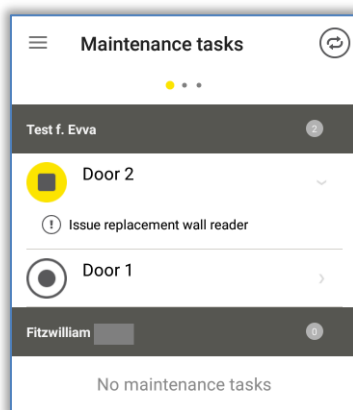 Maintenance tasks
Test f. Evva 2
Door 2
Issue replacement wall reader
Door 1
Fitzwilliam 0
No maintenance tasks